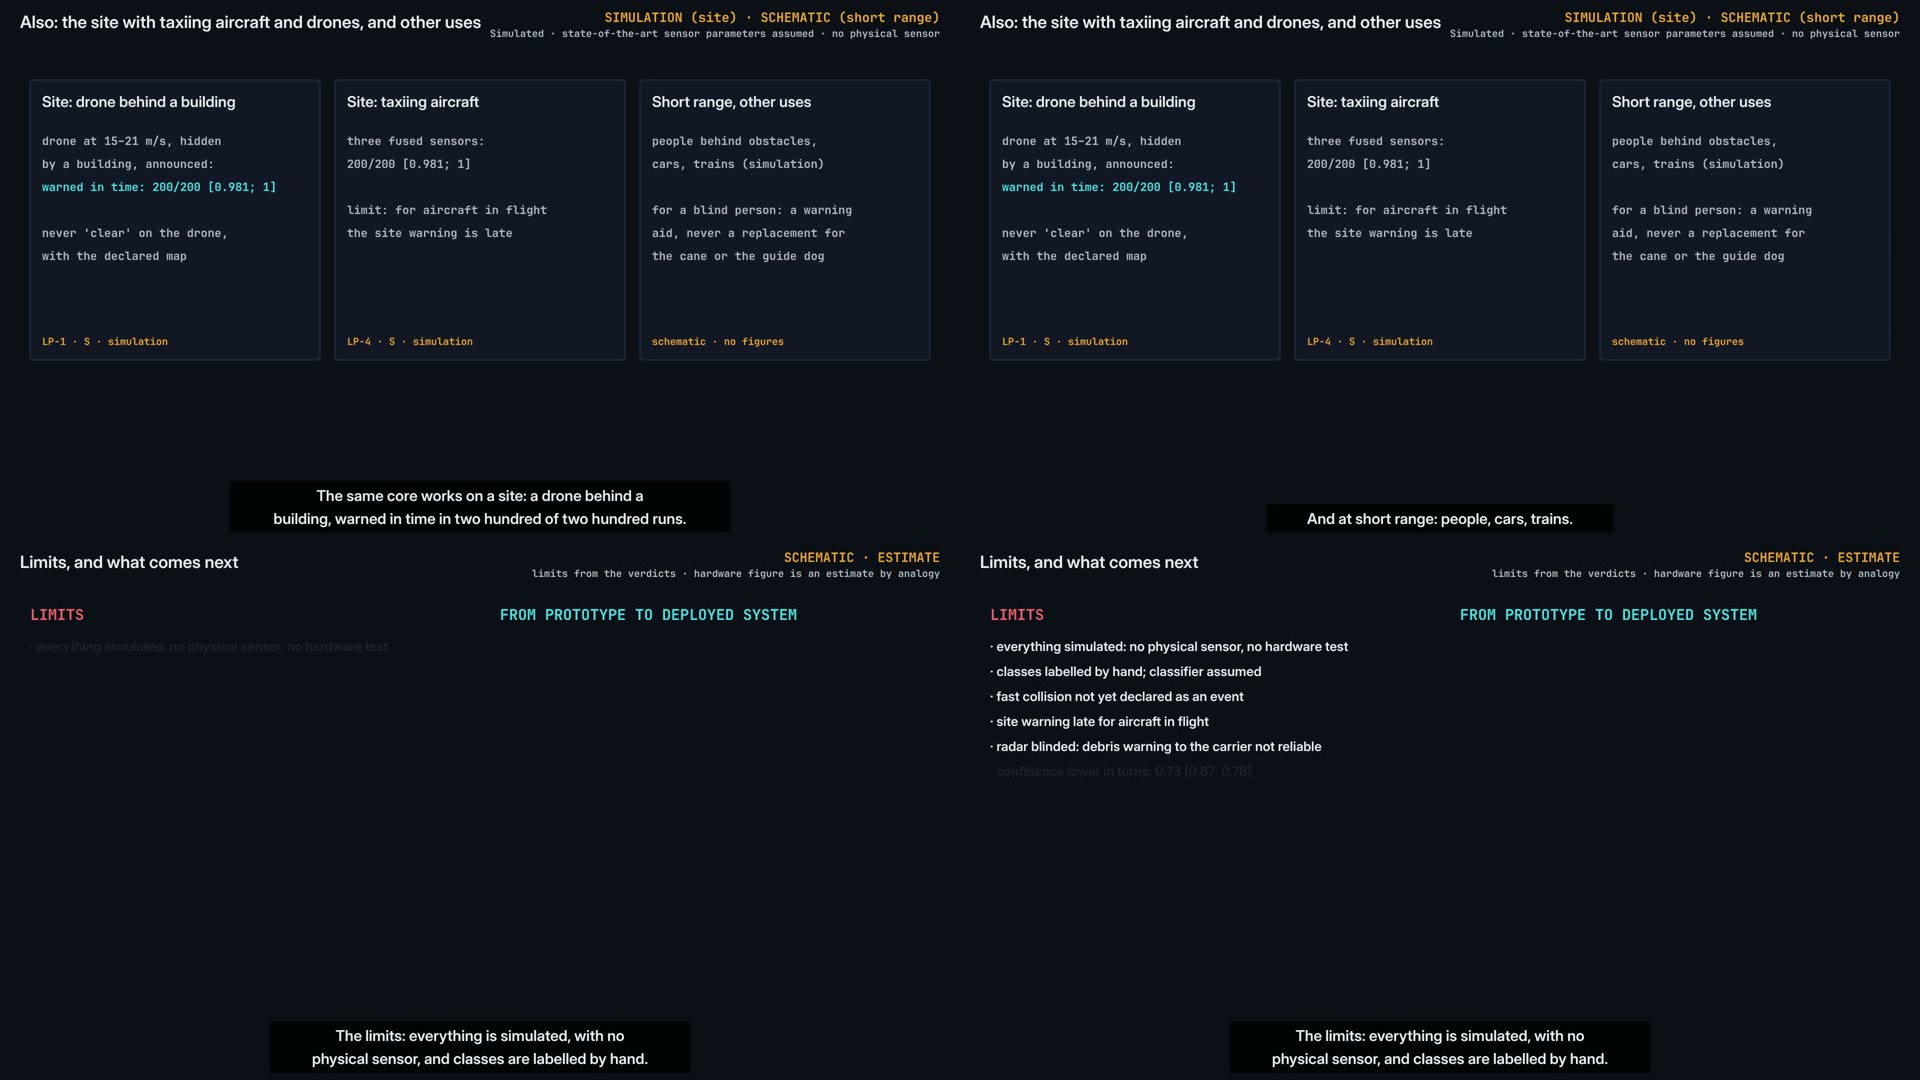 Also: the site with taxiing aircraft and drones, and other uses
SIMULATION (site) · SCHEMATIC (short range)
Simulated · state-of-the-art sensor parameters assumed · no physical sensor
Site: drone behind a building
drone at 15–21 m/s, hidden
by a building, announced:
warned in time: 200/200 [0.981; 1]
never 'clear' on the drone,
with the declared map
LP-1 · S · simulation
Site: taxiing aircraft
three fused sensors:
200/200 [0.981; 1]
limit: for aircraft in flight
the site warning is late
LP-4 · S · simulation
Short range, other uses
people behind obstacles,
cars, trains (simulation)
for a blind person: a warning
aid, never a replacement for
the cane or the guide dog
schematic · no figures
The same core works on a site: a drone behind a
building, warned in time in two hundred of two hundred runs.
Also: the site with taxiing aircraft and drones, and other uses
SIMULATION (site) · SCHEMATIC (short range)
Simulated · state-of-the-art sensor parameters assumed · no physical sensor
Site: drone behind a building
drone at 15–21 m/s, hidden
by a building, announced:
warned in time: 200/200 [0.981; 1]
never 'clear' on the drone,
with the declared map
LP-1 · S · simulation
Site: taxiing aircraft
three fused sensors:
200/200 [0.981; 1]
limit: for aircraft in flight
the site warning is late
LP-4 · S · simulation
Short range, other uses
people behind obstacles,
cars, trains (simulation)
for a blind person: a warning
aid, never a replacement for
the cane or the guide dog
schematic · no figures
And at short range: people, cars, trains.
Limits, and what comes next
SCHEMATIC · ESTIMATE
limits from the verdicts · hardware figure is an estimate by analogy
LIMITS
FROM PROTOTYPE TO DEPLOYED SYSTEM
· everything simulated: no physical sensor, no hardware test
The limits: everything is simulated, with no
physical sensor, and classes are labelled by hand.
Limits, and what comes next
SCHEMATIC · ESTIMATE
limits from the verdicts · hardware figure is an estimate by analogy
LIMITS
FROM PROTOTYPE TO DEPLOYED SYSTEM
· everything simulated: no physical sensor, no hardware test
· classes labelled by hand; classifier assumed
· fast collision not yet declared as an event
· site warning late for aircraft in flight
· radar blinded: debris warning to the carrier not reliable
· confidence lower in turns: 0.73 [0.67; 0.78]
The limits: everything is simulated, with no
physical sensor, and classes are labelled by hand.